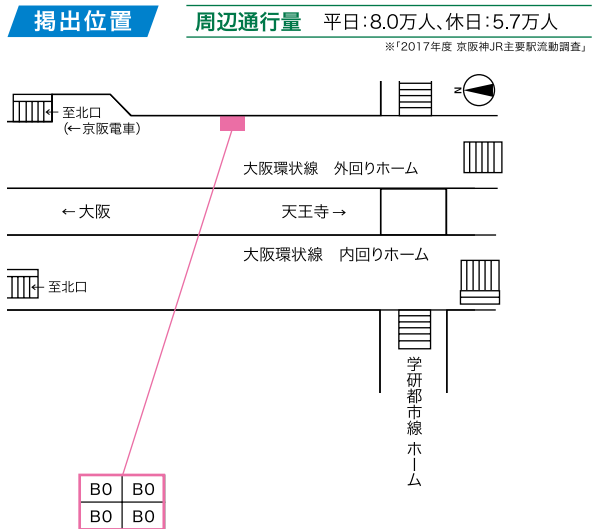 掲出位置
周辺通行量 平日:8.0万人、休日:5.7万人
※「2017年度 京阪神JR主要駅流動調査」
N
←至北口
(←京阪電車)
大阪環状線 外回りホーム
←大阪
天王寺→
大阪環状線 内回りホーム
←至北口
学研都市線 ホーム
B0 B0
B0 B0